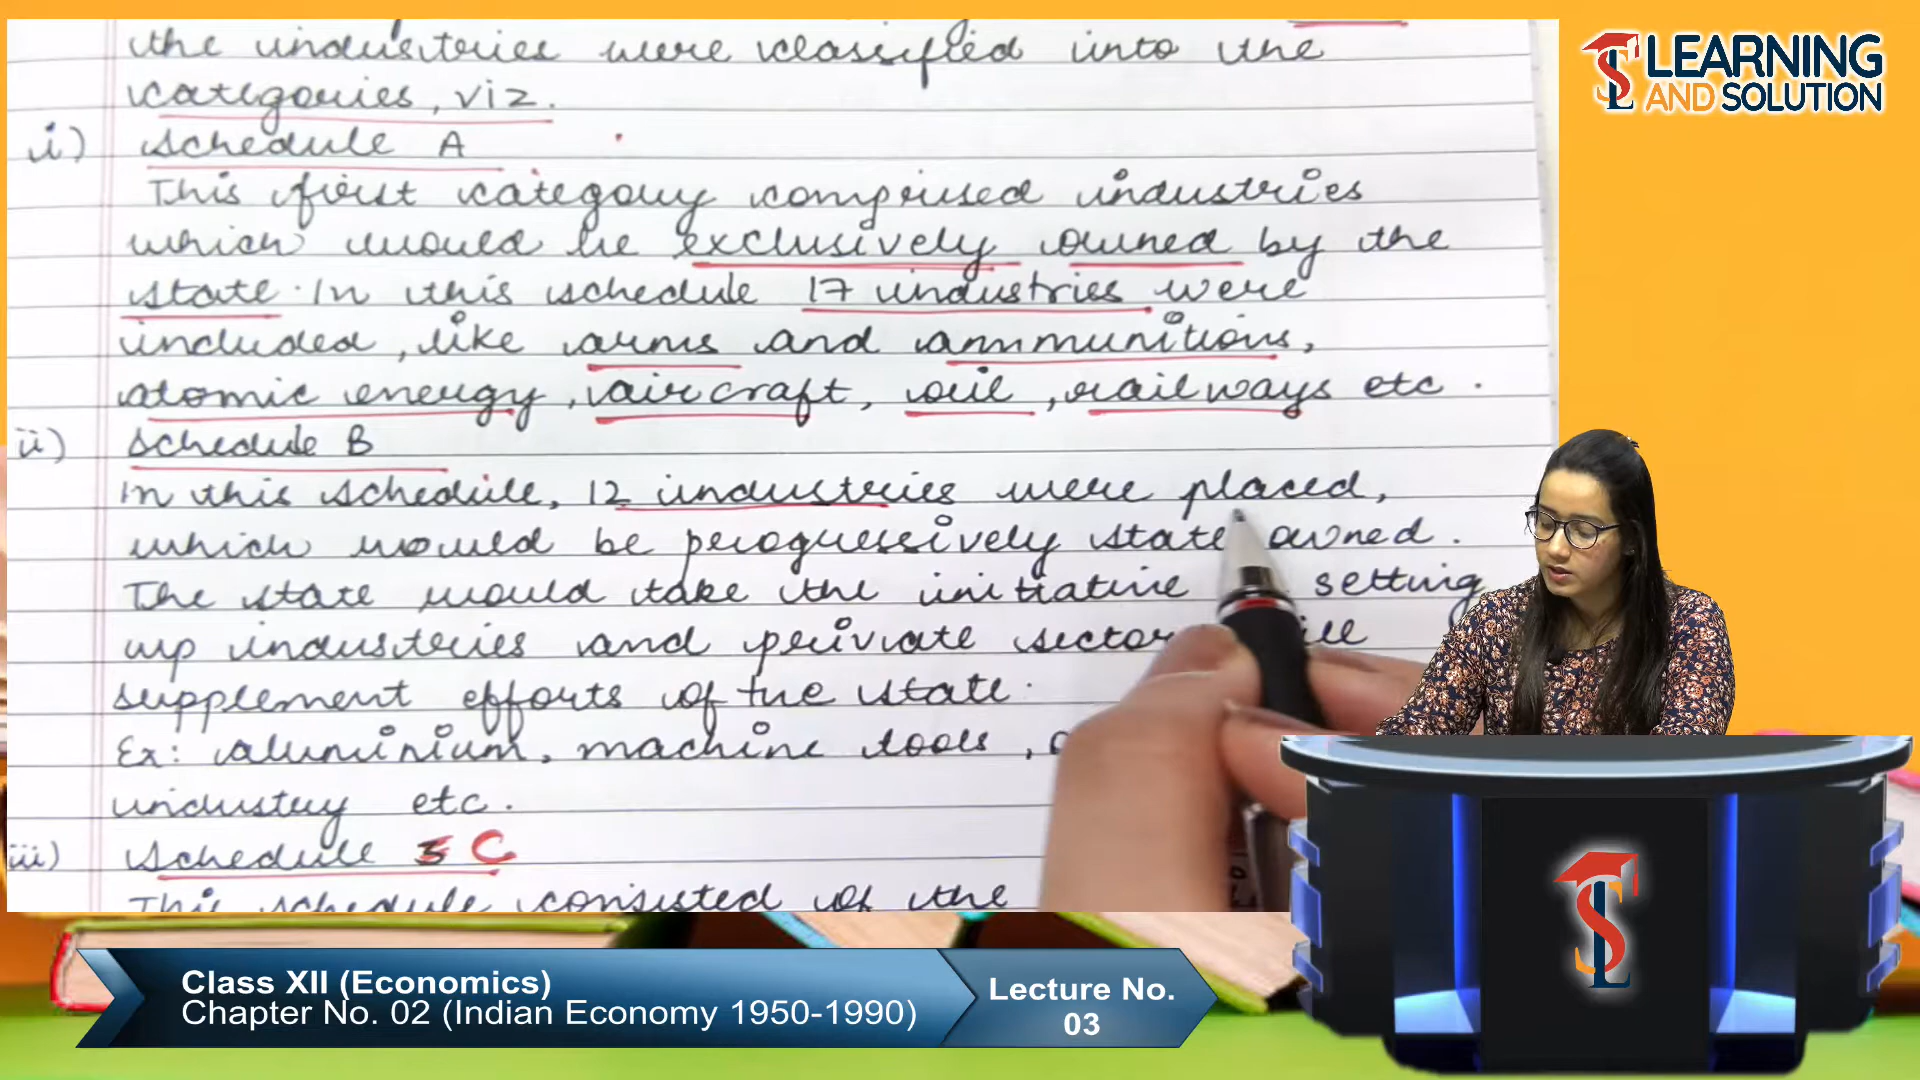 the industries were classified into the
categories, viz.
i) Schedule A
This first category comprised industries
which would be exclusively owned by the
state. In this schedule 17 industries were
included, like arms and ammunitions,
atomic energy, aircraft, oil, railways etc.
ii) Schedule B
In this schedule, 12 industries were placed,
which would be progressively state owned.
The state would take the initiative setting
up industries and private sector
supplement efforts of the state.
Ex: aluminium, machine tools,
industry etc.
iii) Schedule C
This schedule consisted of the
LEARNING
AND SOLUTION
Class XII (Economics)
Chapter No. 02 (Indian Economy 1950-1990)
Lecture No.
03